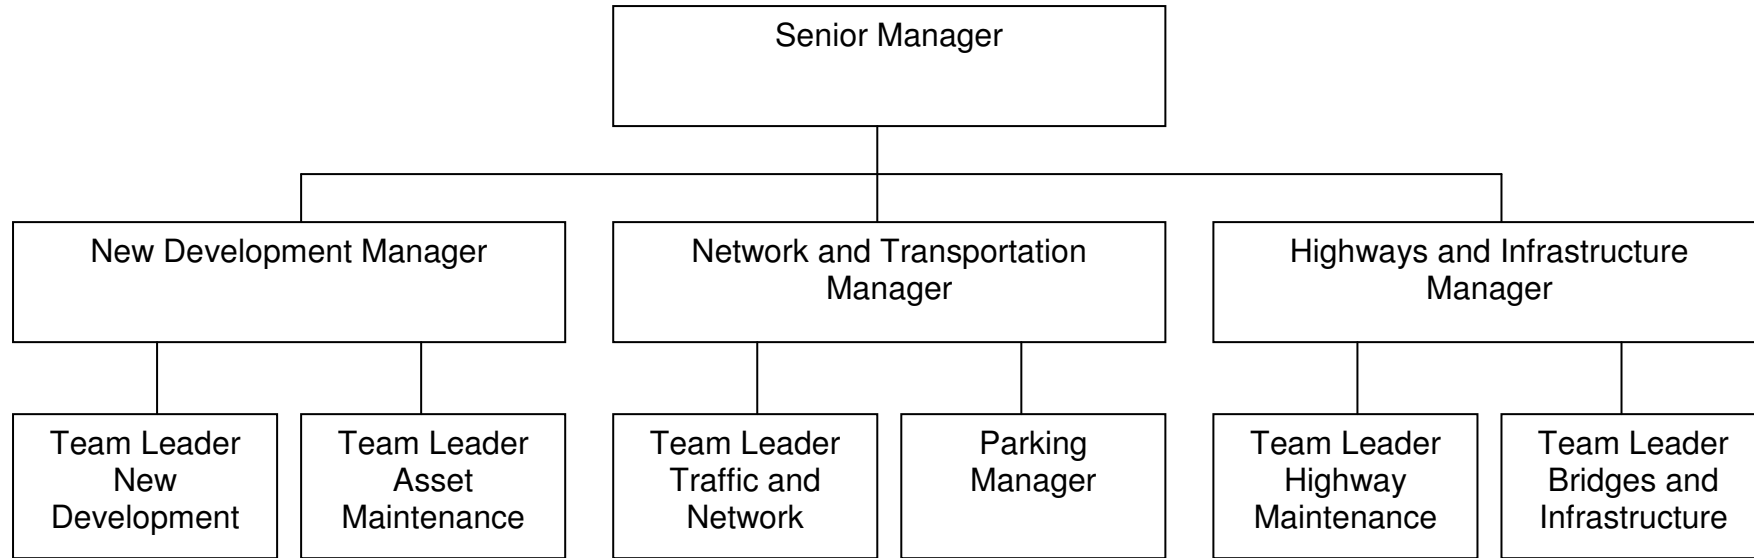 Senior Manager
New Development Manager
Network and Transportation
Manager
Highways and Infrastructure
Manager
Team Leader
New
Development
Team Leader
Asset
Maintenance
Team Leader
Traffic and
Network
Parking
Manager
Team Leader
Highway
Maintenance
Team Leader
Bridges and
Infrastructure